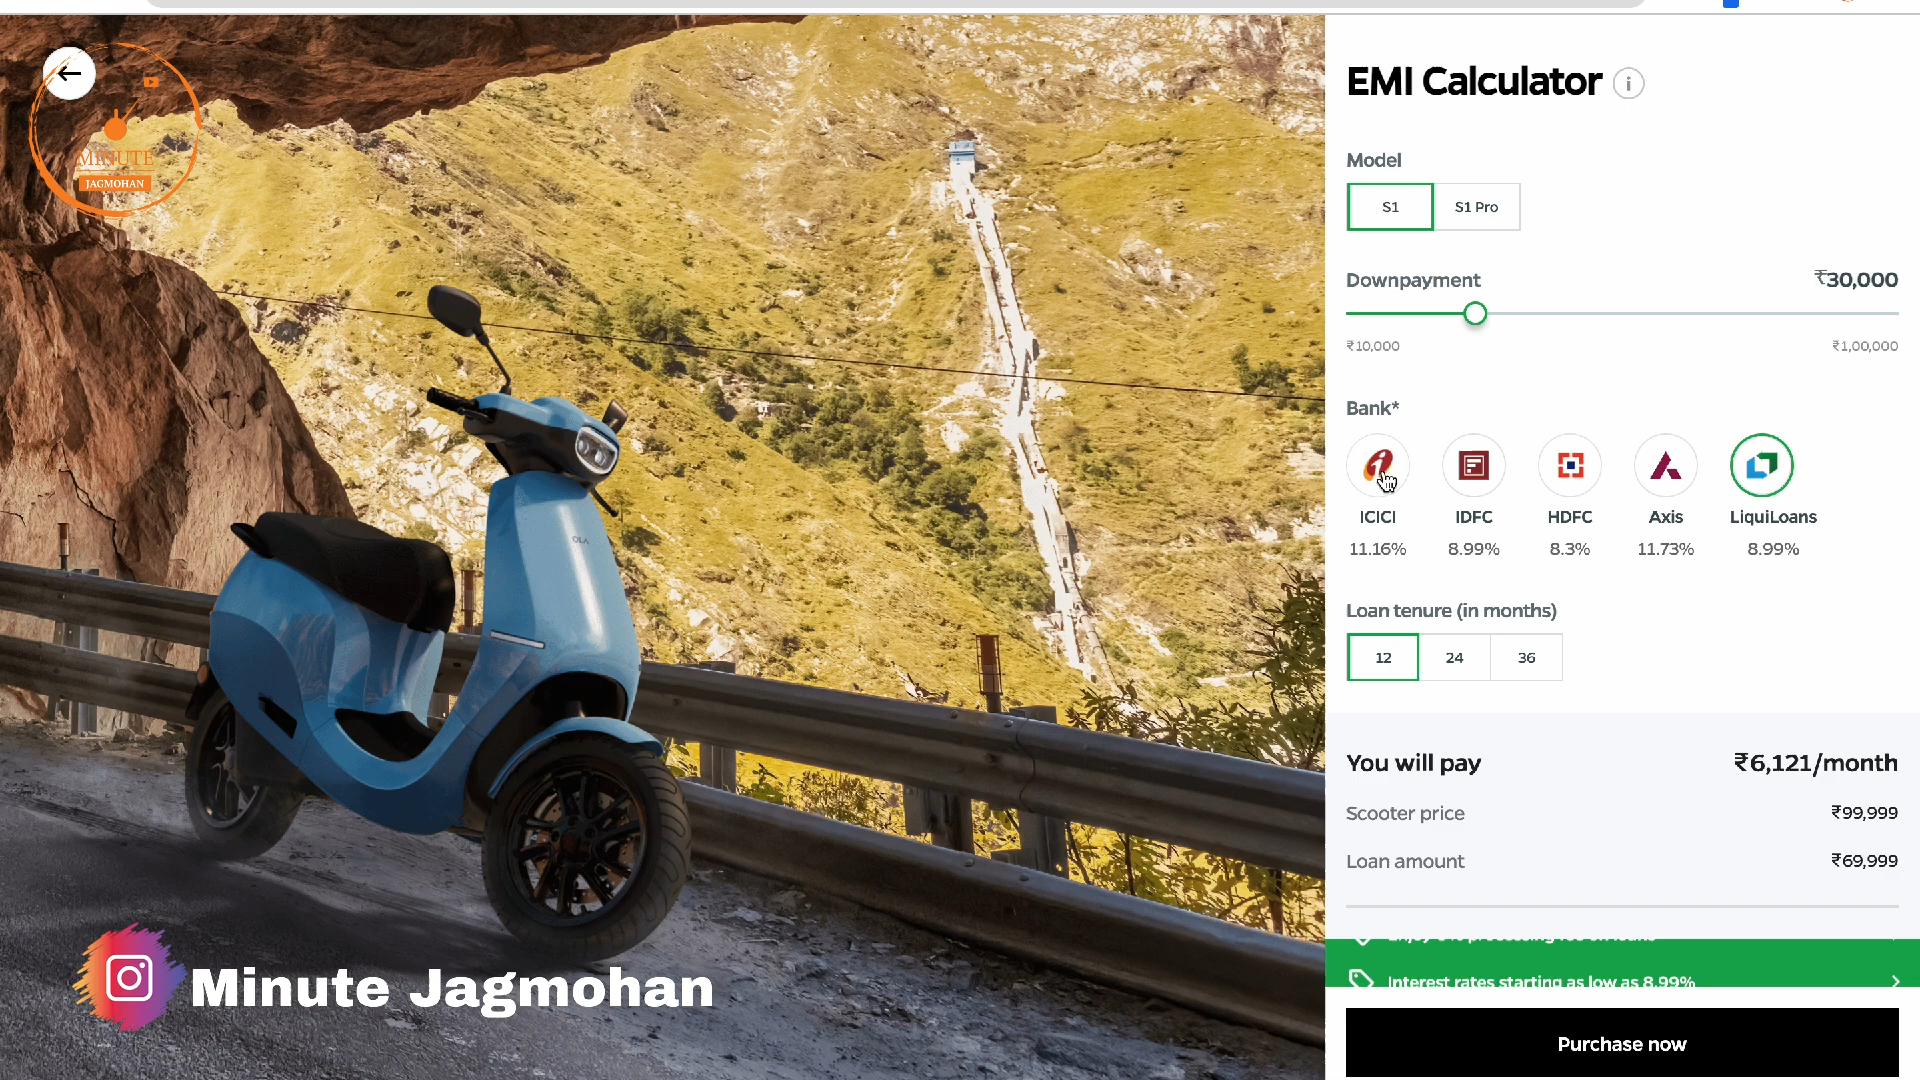 MINUTE
JAGMOHAN
OLA
Minute Jagmohan
EMI Calculator i
Model
S1 S1 Pro
Downpayment ₹30,000
₹10,000 ₹1,00,000
Bank*
ICICI IDFC HDFC Axis LiquiLoans
11.16% 8.99% 8.3% 11.73% 8.99%
Loan tenure (in months)
12 24 36
You will pay ₹6,121/month
Scooter price ₹99,999
Loan amount ₹69,999
Interest rates starting as low as 8.99%
Purchase now